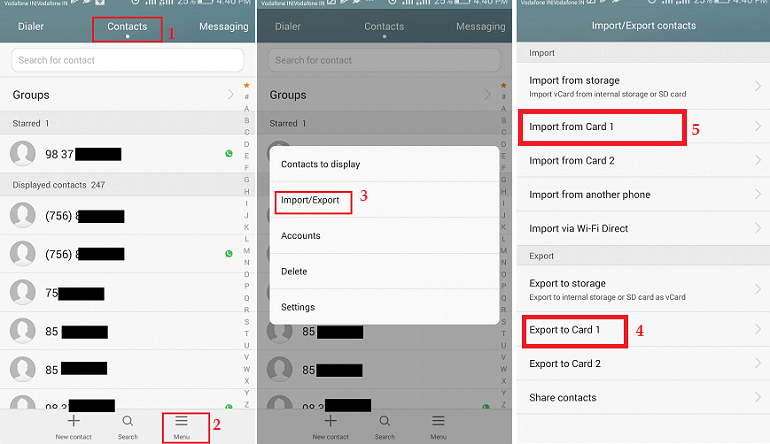 Vodafone IN|Vodafone IN 25% 4:40 PM
Dialer Contacts Messaging
1
Search for contact
Groups
Starred 1
98 37
Displayed contacts 247
(756) 8
(756) 8
75
85
85
98 3
★
#
A
B
C
D
E
F
G
H
I
J
K
L
M
N
O
P
Q
R
S
T
U
V
W
X
Y
Z
New contact Search Menu
2
Vodafone IN|Vodafone IN 25% 4:40 PM
Dialer Contacts Messaging
Search for contact
Groups
Starred 1
Contacts to display
Import/Export
3
Accounts
Delete
Settings
85
85
98 3
#
A
B
C
D
E
F
G
H
I
J
K
L
M
N
O
P
Q
R
S
T
U
V
W
X
Y
Z
New contact Search Menu
Vodafone IN|Vodafone IN 25% 4:40 PM
Import/Export contacts
Import
Import from storage
Import vCard from internal storage or SD card
Import from Card 1
5
Import from Card 2
Import from another phone
Import via Wi-Fi Direct
Export
Export to storage
Export to internal storage or SD card as vCard
Export to Card 1
4
Export to Card 2
Share contacts